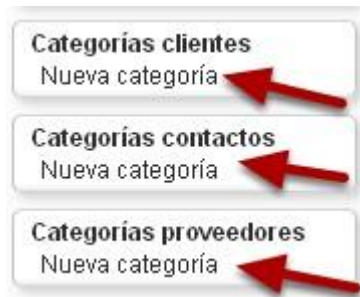 Categorías clientes
Nueva categoría
Categorías contactos
Nueva categoría
Categorías proveedores
Nueva categoría